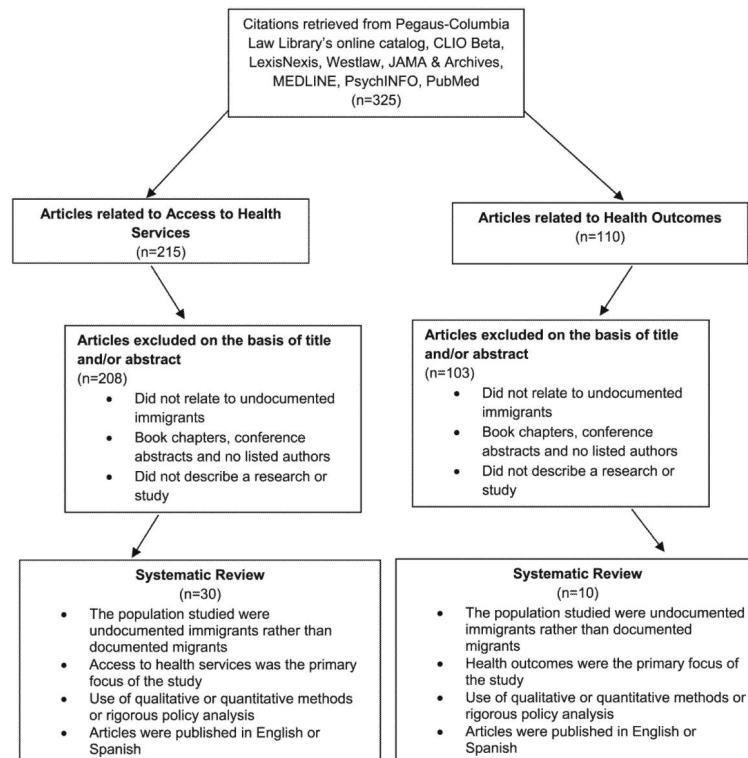 Citations retrieved from Pegaus-Columbia
Law Library's online catalog, CLIO Beta,
LexisNexis, Westlaw, JAMA & Archives,
MEDLINE, PsychINFO, PubMed
(n=325)
Articles related to Access to Health
Services
(n=215)
Articles related to Health Outcomes
(n=110)
Articles excluded on the basis of title
and/or abstract
(n=208)
• Did not relate to undocumented
immigrants
• Book chapters, conference
abstracts and no listed authors
• Did not describe a research or
study
Articles excluded on the basis of title
and/or abstract
(n=103)
• Did not relate to undocumented
immigrants
• Book chapters, conference
abstracts and no listed authors
• Did not describe a research or
study
Systematic Review
(n=30)
• The population studied were
undocumented immigrants rather than
documented migrants
• Access to health services was the primary
focus of the study
• Use of qualitative or quantitative methods
or rigorous policy analysis
• Articles were published in English or
Spanish
Systematic Review
(n=10)
• The population studied were undocumented
immigrants rather than documented
migrants
• Health outcomes were the primary focus of
the study
• Use of qualitative or quantitative methods or
rigorous policy analysis
• Articles were published in English or
Spanish